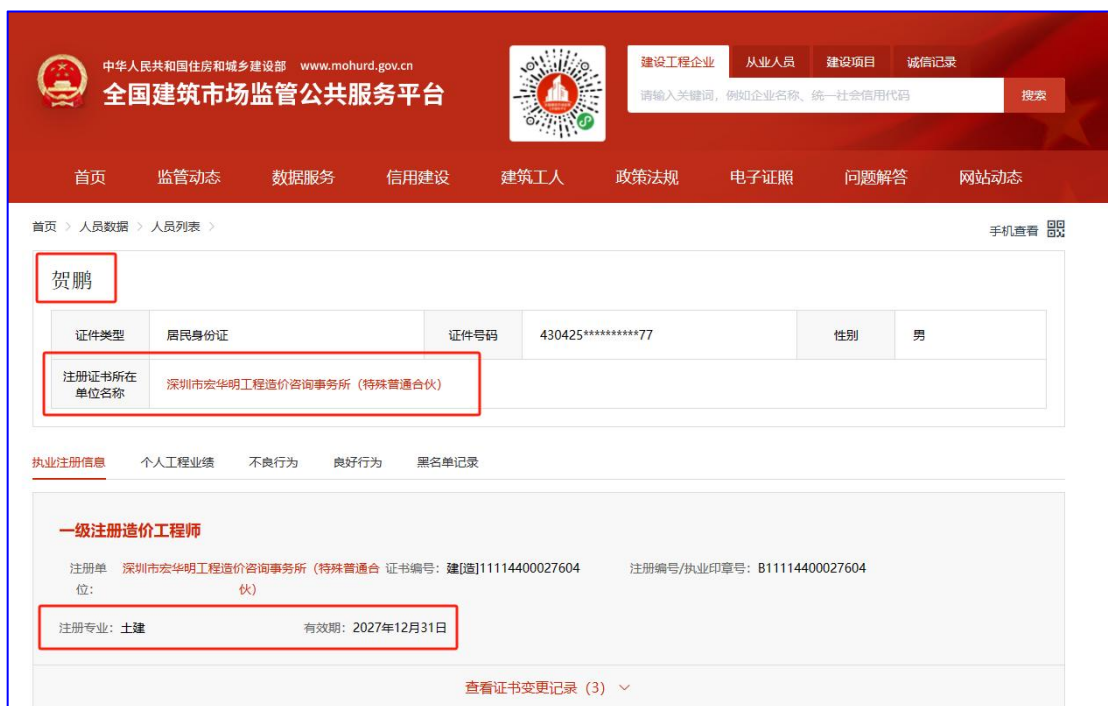 中华人民共和国住房和城乡建设部 www.mohurd.gov.cn
全国建筑市场监管公共服务平台
建设工程企业 从业人员 建设项目 诚信记录
请输入关键词，例如企业名称、统一社会信用代码 搜索
首页 监管动态 数据服务 信用建设 建筑工人 政策法规 电子证照 问题解答 网站动态
首页 > 人员数据 > 人员列表 >
手机查看
贺鹏
证件类型 居民身份证 证件号码 430425**********77 性别 男
注册证书所在
单位名称
深圳市宏华明工程造价咨询事务所（特殊普通合伙）
执业注册信息 个人工程业绩 不良行为 良好行为 黑名单记录
一级注册造价工程师
注册单 深圳市宏华明工程造价咨询事务所（特殊普通合 证书编号：建[造]11114400027604 注册编号/执业印章号：B11114400027604
位： 伙）
注册专业：土建 有效期：2027年12月31日
查看证书变更记录（3）